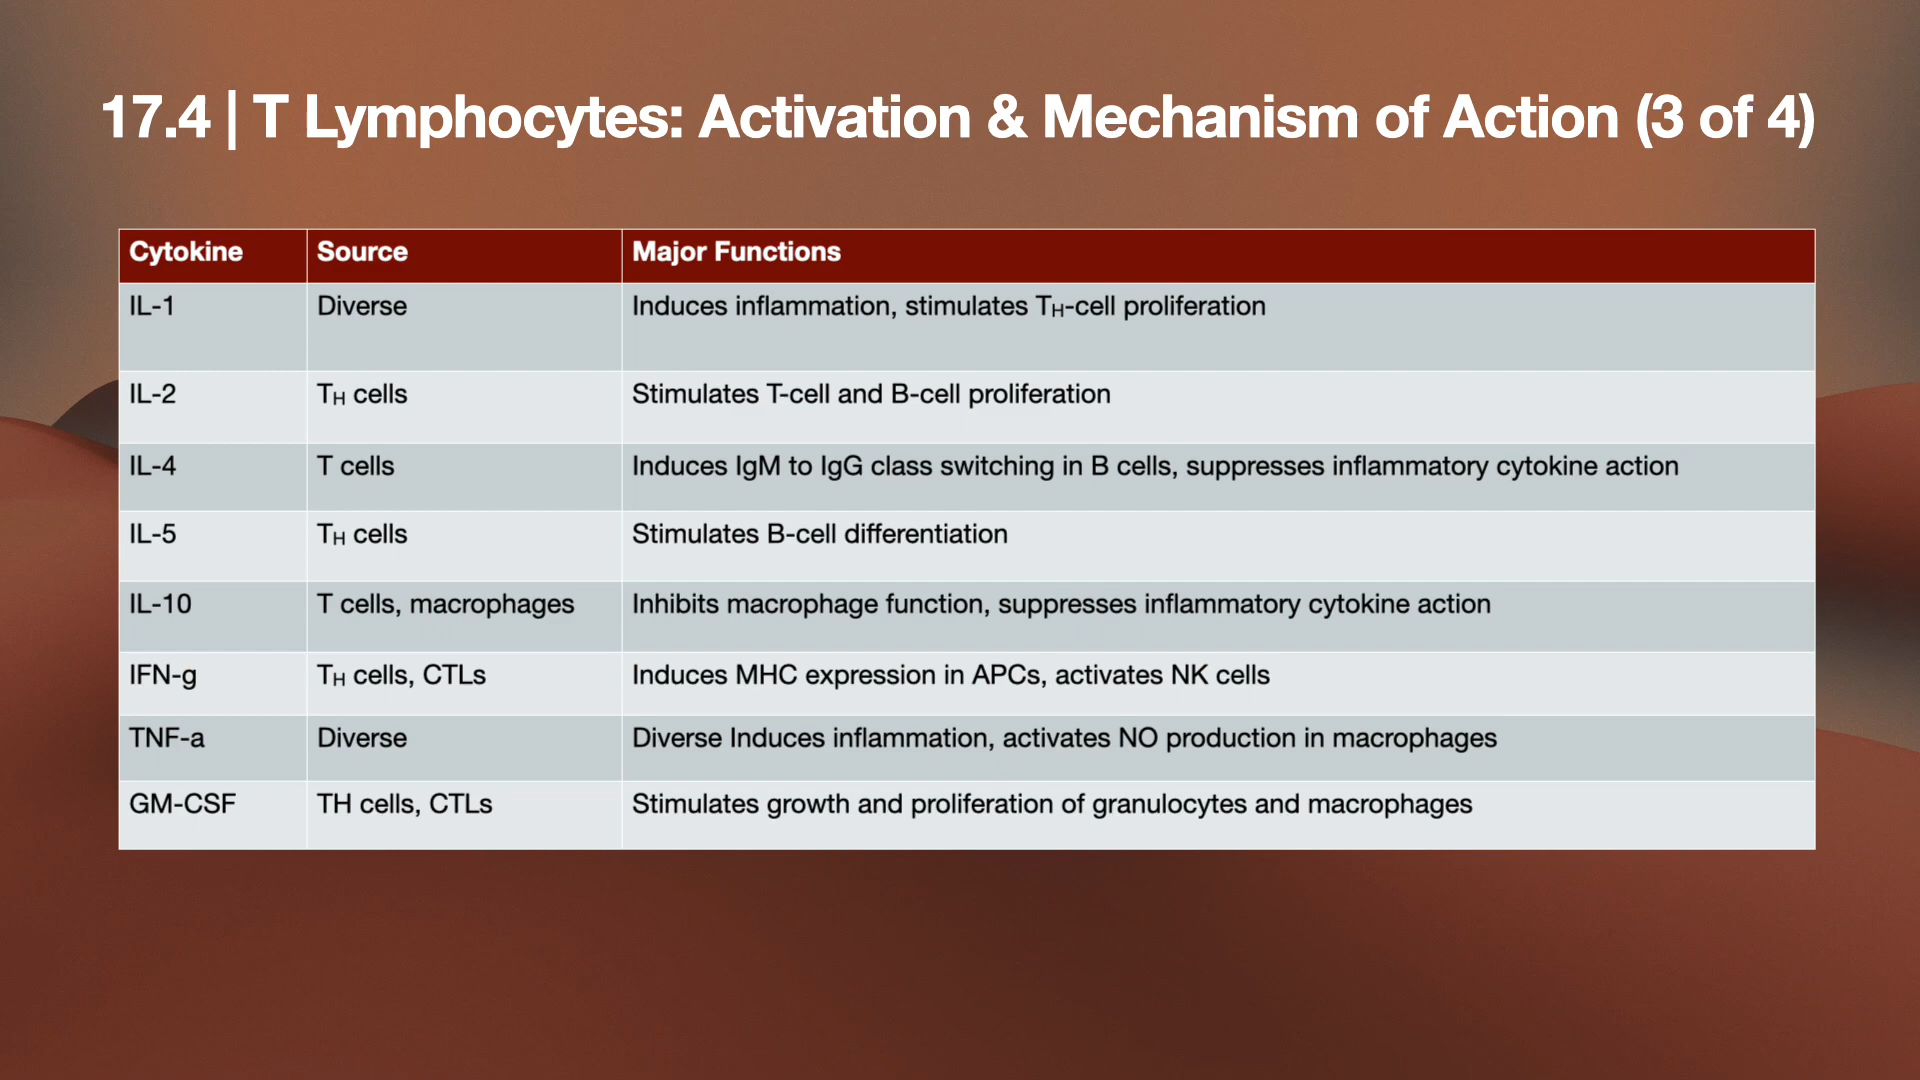 17.4 | T Lymphocytes: Activation & Mechanism of Action (3 of 4)
Cytokine Source Major Functions
IL-1 Diverse Induces inflammation, stimulates TH-cell proliferation
IL-2 TH cells Stimulates T-cell and B-cell proliferation
IL-4 T cells Induces IgM to IgG class switching in B cells, suppresses inflammatory cytokine action
IL-5 TH cells Stimulates B-cell differentiation
IL-10 T cells, macrophages Inhibits macrophage function, suppresses inflammatory cytokine action
IFN-g TH cells, CTLs Induces MHC expression in APCs, activates NK cells
TNF-a Diverse Diverse Induces inflammation, activates NO production in macrophages
GM-CSF TH cells, CTLs Stimulates growth and proliferation of granulocytes and macrophages